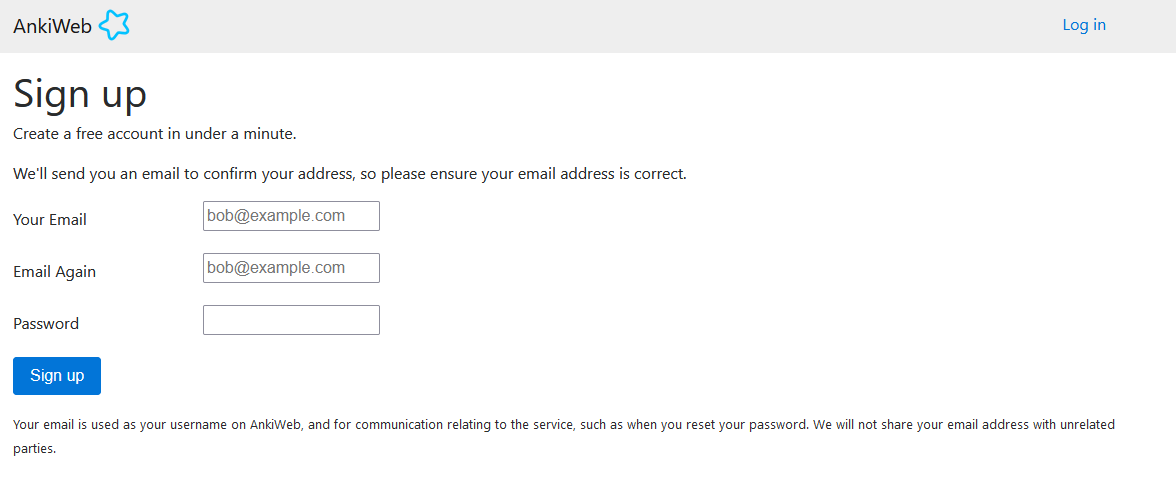 AnkiWeb
Log in
Sign up
Create a free account in under a minute.
We'll send you an email to confirm your address, so please ensure your email address is correct.
Your Email bob@example.com
Email Again bob@example.com
Password
Sign up
Your email is used as your username on AnkiWeb, and for communication relating to the service, such as when you reset your password. We will not share your email address with unrelated
parties.